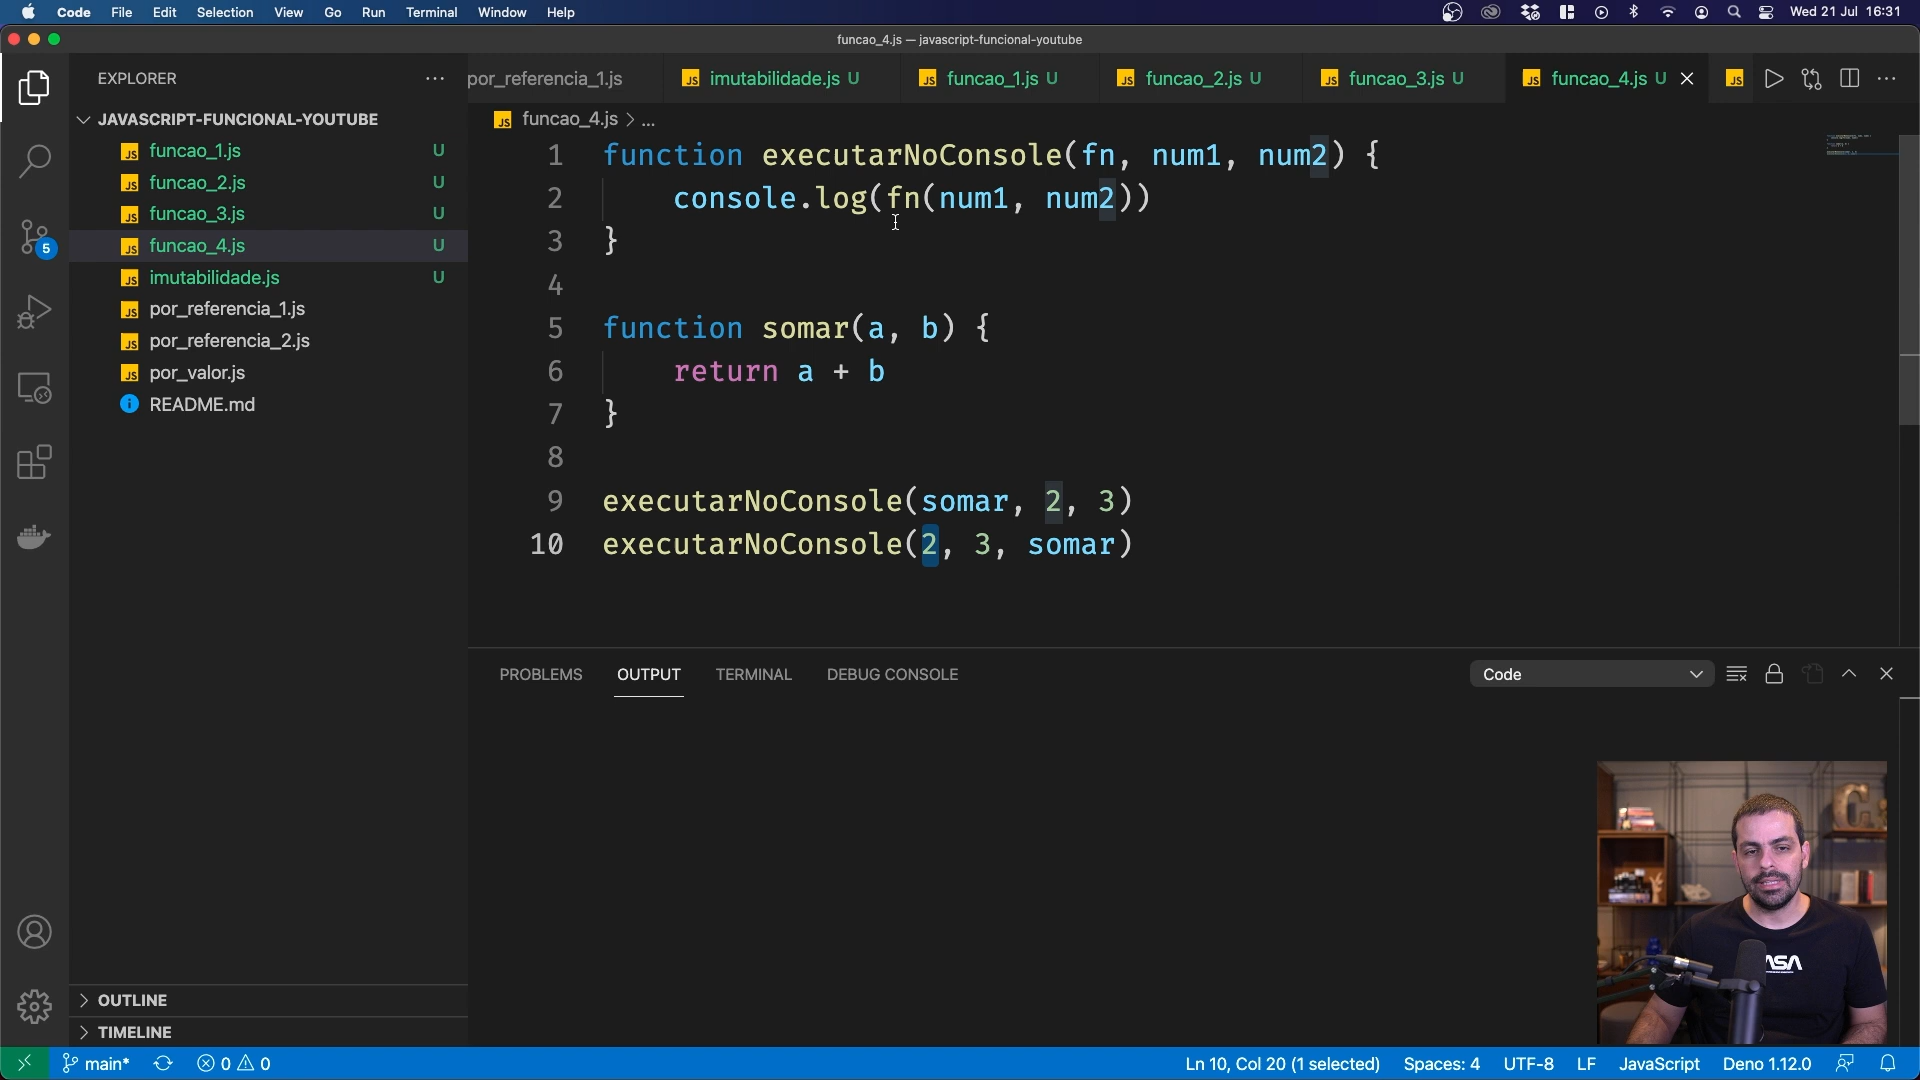 Code File Edit Selection View Go Run Terminal Window Help Wed 21 Jul 16:31
funcao_4.js — javascript-funcional-youtube
EXPLORER
por_referencia_1.js imutabilidade.js U funcao_1.js U funcao_2.js U funcao_3.js U funcao_4.js U
JAVASCRIPT-FUNCIONAL-YOUTUBE
funcao_1.js U
funcao_2.js U
funcao_3.js U
funcao_4.js U
imutabilidade.js U
por_referencia_1.js
por_referencia_2.js
por_valor.js
README.md
5
OUTLINE
TIMELINE
funcao_4.js > ...
1 function executarNoConsole(fn, num1, num2) {
2 console.log(fn(num1, num2))
3 }
4
5 function somar(a, b) {
6 return a + b
7 }
8
9 executarNoConsole(somar, 2, 3)
10 executarNoConsole(2, 3, somar)
PROBLEMS OUTPUT TERMINAL DEBUG CONSOLE Code
main* 0 0 Ln 10, Col 20 (1 selected) Spaces: 4 UTF-8 LF JavaScript Deno 1.12.0